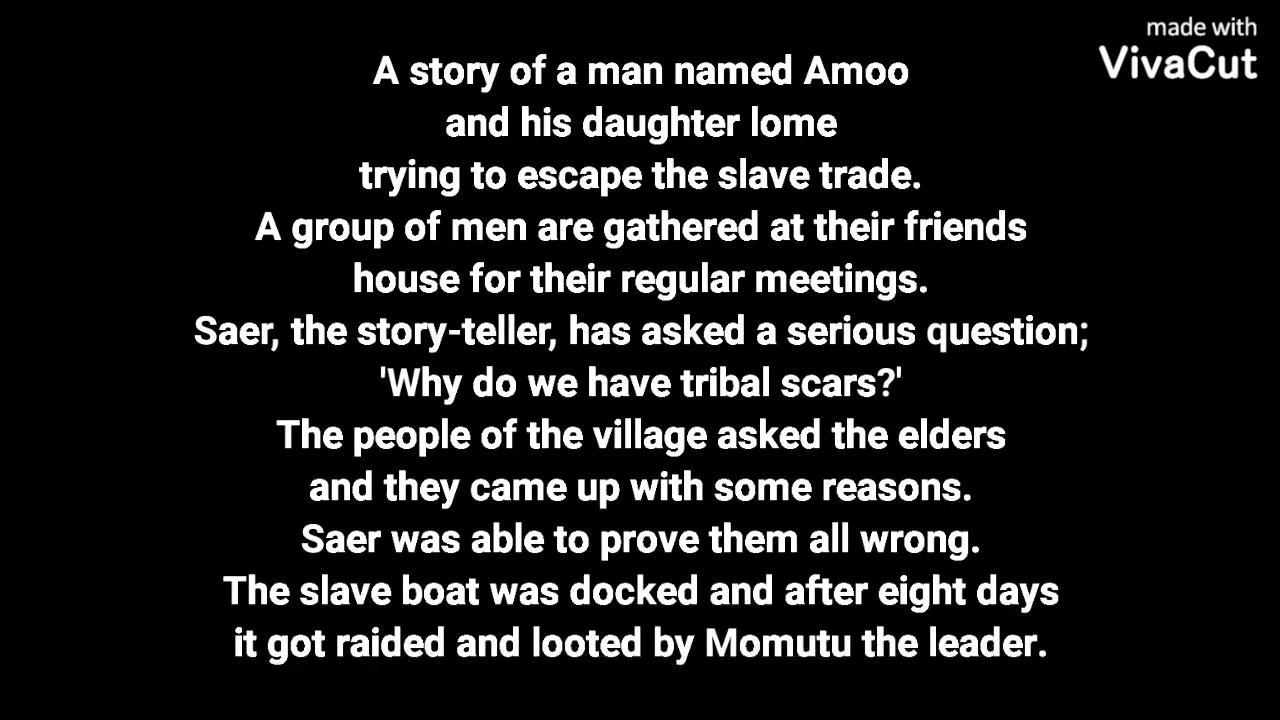 made with
VivaCut
A story of a man named Amoo
and his daughter lome
trying to escape the slave trade.
A group of men are gathered at their friends
house for their regular meetings.
Saer, the story-teller, has asked a serious question;
'Why do we have tribal scars?'
The people of the village asked the elders
and they came up with some reasons.
Saer was able to prove them all wrong.
The slave boat was docked and after eight days
it got raided and looted by Momutu the leader.